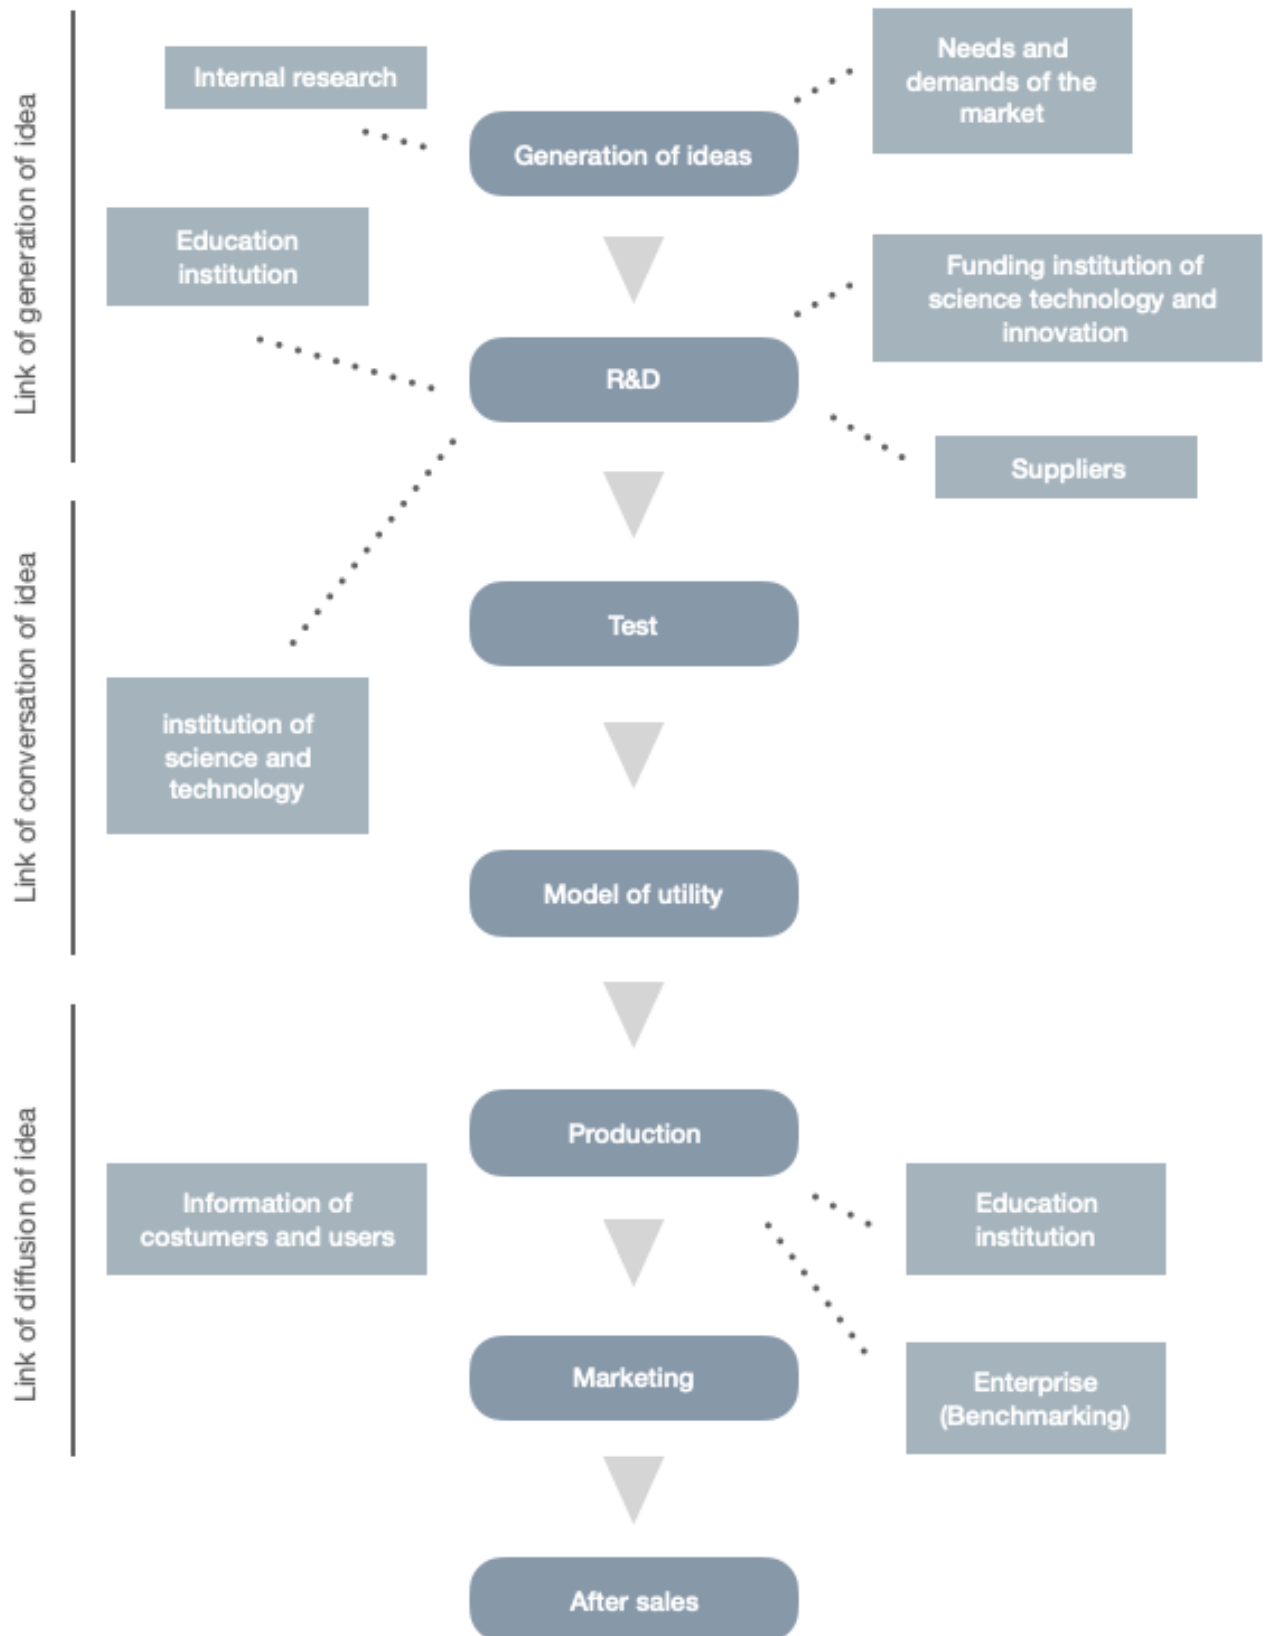 Link of generation of idea
Internal research
Needs and
demands of the
market
Generation of ideas
Education
institution
Funding institution of
science technology and
innovation
R&D
Suppliers
Link of conversation of idea
Test
institution of
science and
technology
Model of utility
Link of diffusion of idea
Production
Information of
costumers and users
Education
institution
Marketing
Enterprise
(Benchmarking)
After sales